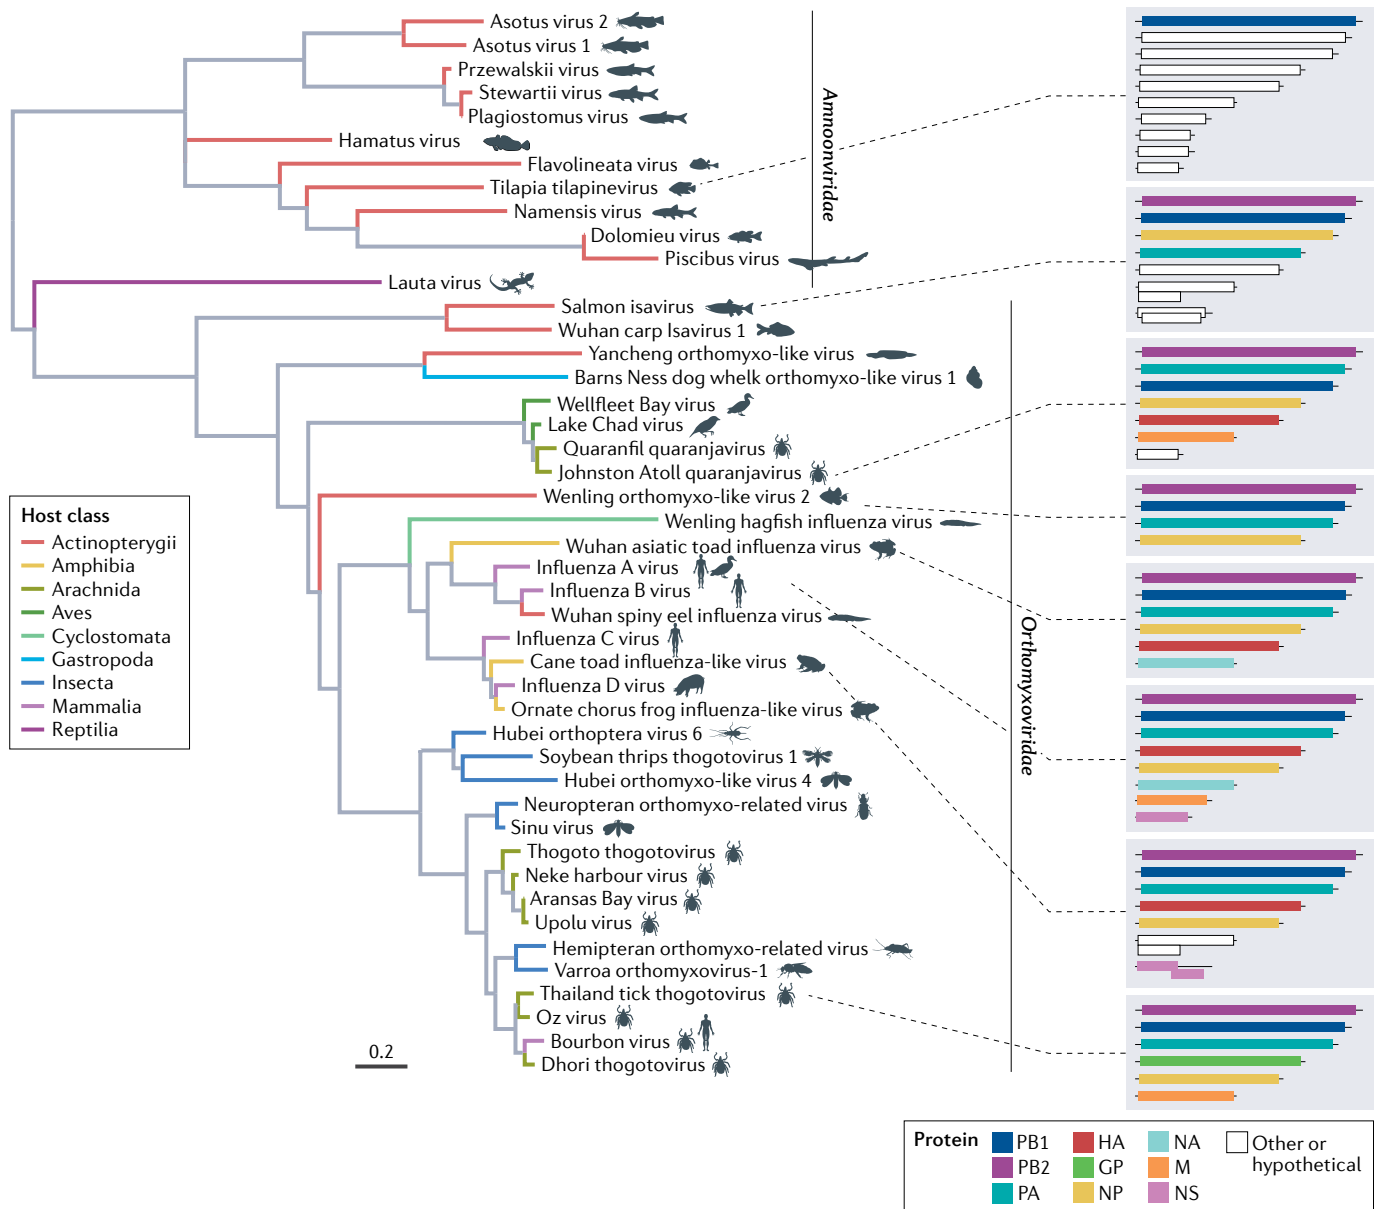 Asotus virus 2
Asotus virus 1
Przewalskii virus
Stewartii virus
Plagiostomus virus
Hamatus virus
Flavolineata virus
Tilapia tilapinevirus
Namensis virus
Dolomieu virus
Piscibus virus
Amnoonviridae
Lauta virus
Salmon isavirus
Wuhan carp Isavirus 1
Yancheng orthomyxo-like virus
Barns Ness dog whelk orthomyxo-like virus 1
Wellfleet Bay virus
Lake Chad virus
Quaranfil quaranjavirus
Johnston Atoll quaranjavirus
Wenling orthomyxo-like virus 2
Wenling hagfish influenza virus
Wuhan asiatic toad influenza virus
Influenza A virus
Influenza B virus
Wuhan spiny eel influenza virus
Influenza C virus
Cane toad influenza-like virus
Influenza D virus
Ornate chorus frog influenza-like virus
Orthomyxoviridae
Hubei orthoptera virus 6
Soybean thrips thogotovirus 1
Hubei orthomyxo-like virus 4
Neuropteran orthomyxo-related virus
Sinu virus
Thogoto thogotovirus
Neke harbour virus
Aransas Bay virus
Upolu virus
Hemipteran orthomyxo-related virus
Varroa orthomyxovirus-1
Thailand tick thogotovirus
Oz virus
Bourbon virus
Dhori thogotovirus
Host class
Actinopterygii
Amphibia
Arachnida
Aves
Cyclostomata
Gastropoda
Insecta
Mammalia
Reptilia
0.2
Protein
PB1
PB2
PA
HA
GP
NP
NA
M
NS
Other or
hypothetical